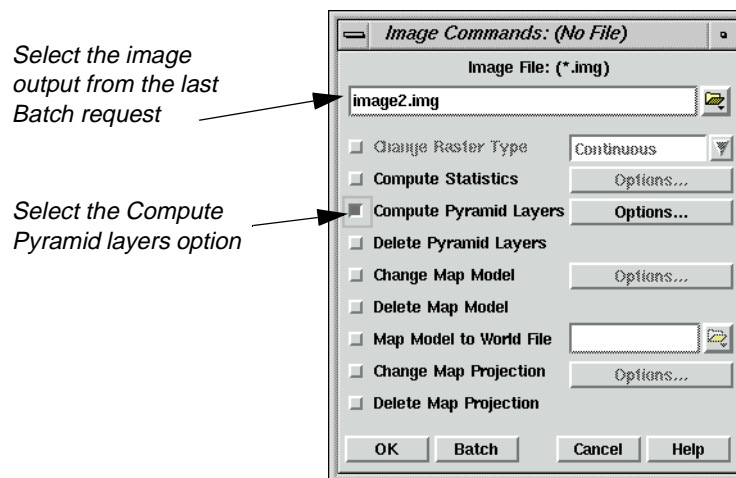 Select the image
output from the last
Batch request
Select the Compute
Pyramid layers option
Image Commands: (No File)
Image File: (*.img)
image2.img
Change Raster Type Continuous
Compute Statistics Options...
Compute Pyramid Layers Options...
Delete Pyramid Layers
Change Map Model Options...
Delete Map Model
Map Model to World File
Change Map Projection Options...
Delete Map Projection
OK Batch Cancel Help